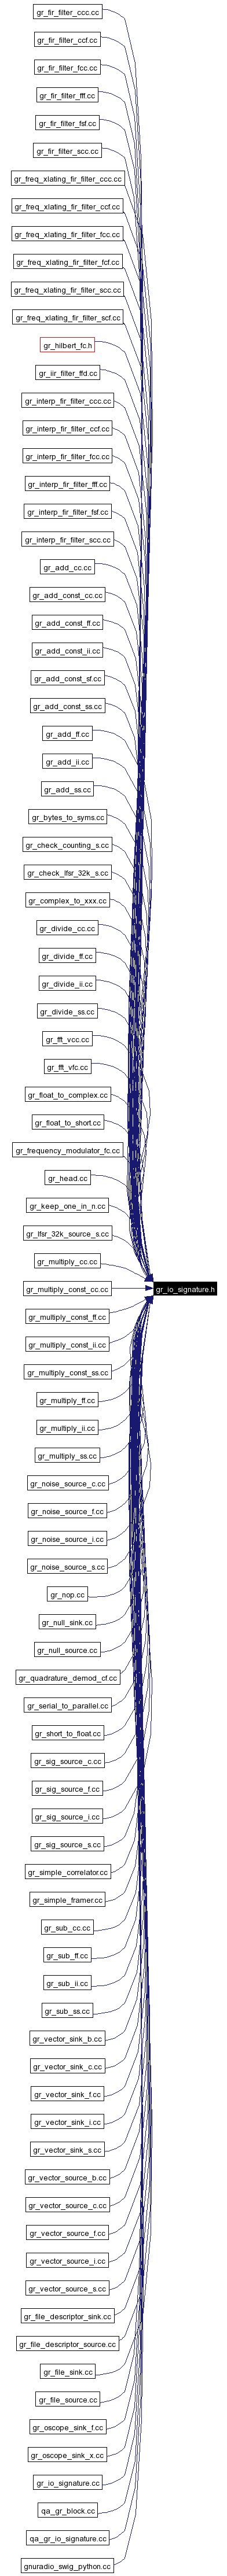 gr_fir_filter_ccc.cc
gr_fir_filter_ccf.cc
gr_fir_filter_fcc.cc
gr_fir_filter_fff.cc
gr_fir_filter_fsf.cc
gr_fir_filter_scc.cc
gr_freq_xlating_fir_filter_ccc.cc
gr_freq_xlating_fir_filter_ccf.cc
gr_freq_xlating_fir_filter_fcc.cc
gr_freq_xlating_fir_filter_fcf.cc
gr_freq_xlating_fir_filter_scc.cc
gr_freq_xlating_fir_filter_scf.cc
gr_hilbert_fc.h
gr_iir_filter_ffd.cc
gr_interp_fir_filter_ccc.cc
gr_interp_fir_filter_ccf.cc
gr_interp_fir_filter_fcc.cc
gr_interp_fir_filter_fff.cc
gr_interp_fir_filter_fsf.cc
gr_interp_fir_filter_scc.cc
gr_add_cc.cc
gr_add_const_cc.cc
gr_add_const_ff.cc
gr_add_const_ii.cc
gr_add_const_sf.cc
gr_add_const_ss.cc
gr_add_ff.cc
gr_add_ii.cc
gr_add_ss.cc
gr_bytes_to_syms.cc
gr_check_counting_s.cc
gr_check_lfsr_32k_s.cc
gr_complex_to_xxx.cc
gr_divide_cc.cc
gr_divide_ff.cc
gr_divide_ii.cc
gr_divide_ss.cc
gr_fft_vcc.cc
gr_fft_vfc.cc
gr_float_to_complex.cc
gr_float_to_short.cc
gr_frequency_modulator_fc.cc
gr_head.cc
gr_keep_one_in_n.cc
gr_lfsr_32k_source_s.cc
gr_multiply_cc.cc
gr_multiply_const_cc.cc
gr_io_signature.h
gr_multiply_const_ff.cc
gr_multiply_const_ii.cc
gr_multiply_const_ss.cc
gr_multiply_ff.cc
gr_multiply_ii.cc
gr_multiply_ss.cc
gr_noise_source_c.cc
gr_noise_source_f.cc
gr_noise_source_i.cc
gr_noise_source_s.cc
gr_nop.cc
gr_null_sink.cc
gr_null_source.cc
gr_quadrature_demod_cf.cc
gr_serial_to_parallel.cc
gr_short_to_float.cc
gr_sig_source_c.cc
gr_sig_source_f.cc
gr_sig_source_i.cc
gr_sig_source_s.cc
gr_simple_correlator.cc
gr_simple_framer.cc
gr_sub_cc.cc
gr_sub_ff.cc
gr_sub_ii.cc
gr_sub_ss.cc
gr_vector_sink_b.cc
gr_vector_sink_c.cc
gr_vector_sink_f.cc
gr_vector_sink_i.cc
gr_vector_sink_s.cc
gr_vector_source_b.cc
gr_vector_source_c.cc
gr_vector_source_f.cc
gr_vector_source_i.cc
gr_vector_source_s.cc
gr_file_descriptor_sink.cc
gr_file_descriptor_source.cc
gr_file_sink.cc
gr_file_source.cc
gr_oscope_sink_f.cc
gr_oscope_sink_x.cc
gr_io_signature.cc
qa_gr_block.cc
qa_gr_io_signature.cc
gnuradio_swig_python.cc